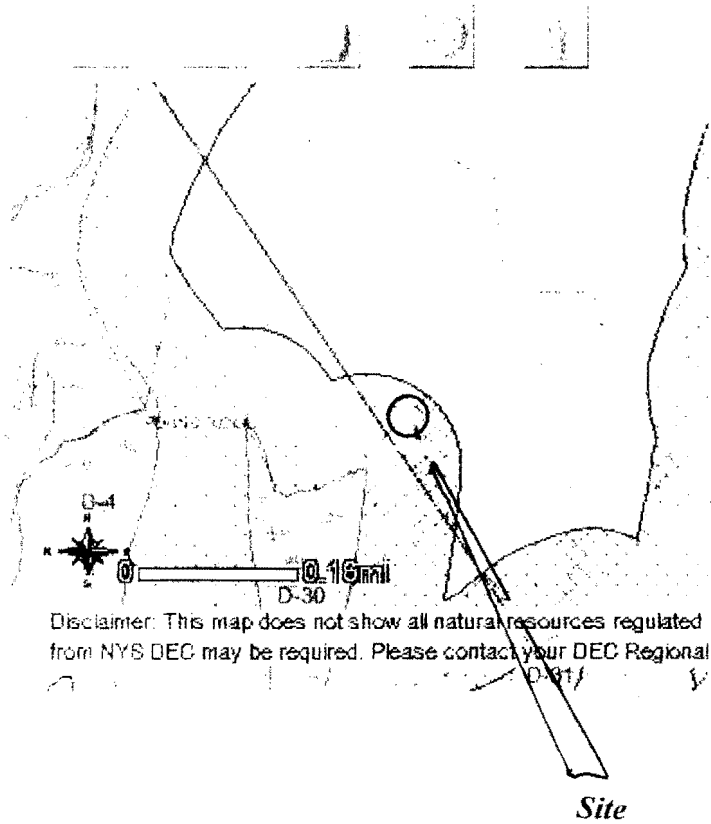 D-4
N
S
0 0.16mi
D-30
Disclaimer: This map does not show all natural resources regulated
from NYS DEC may be required. Please contact your DEC Regional
D-31
Site